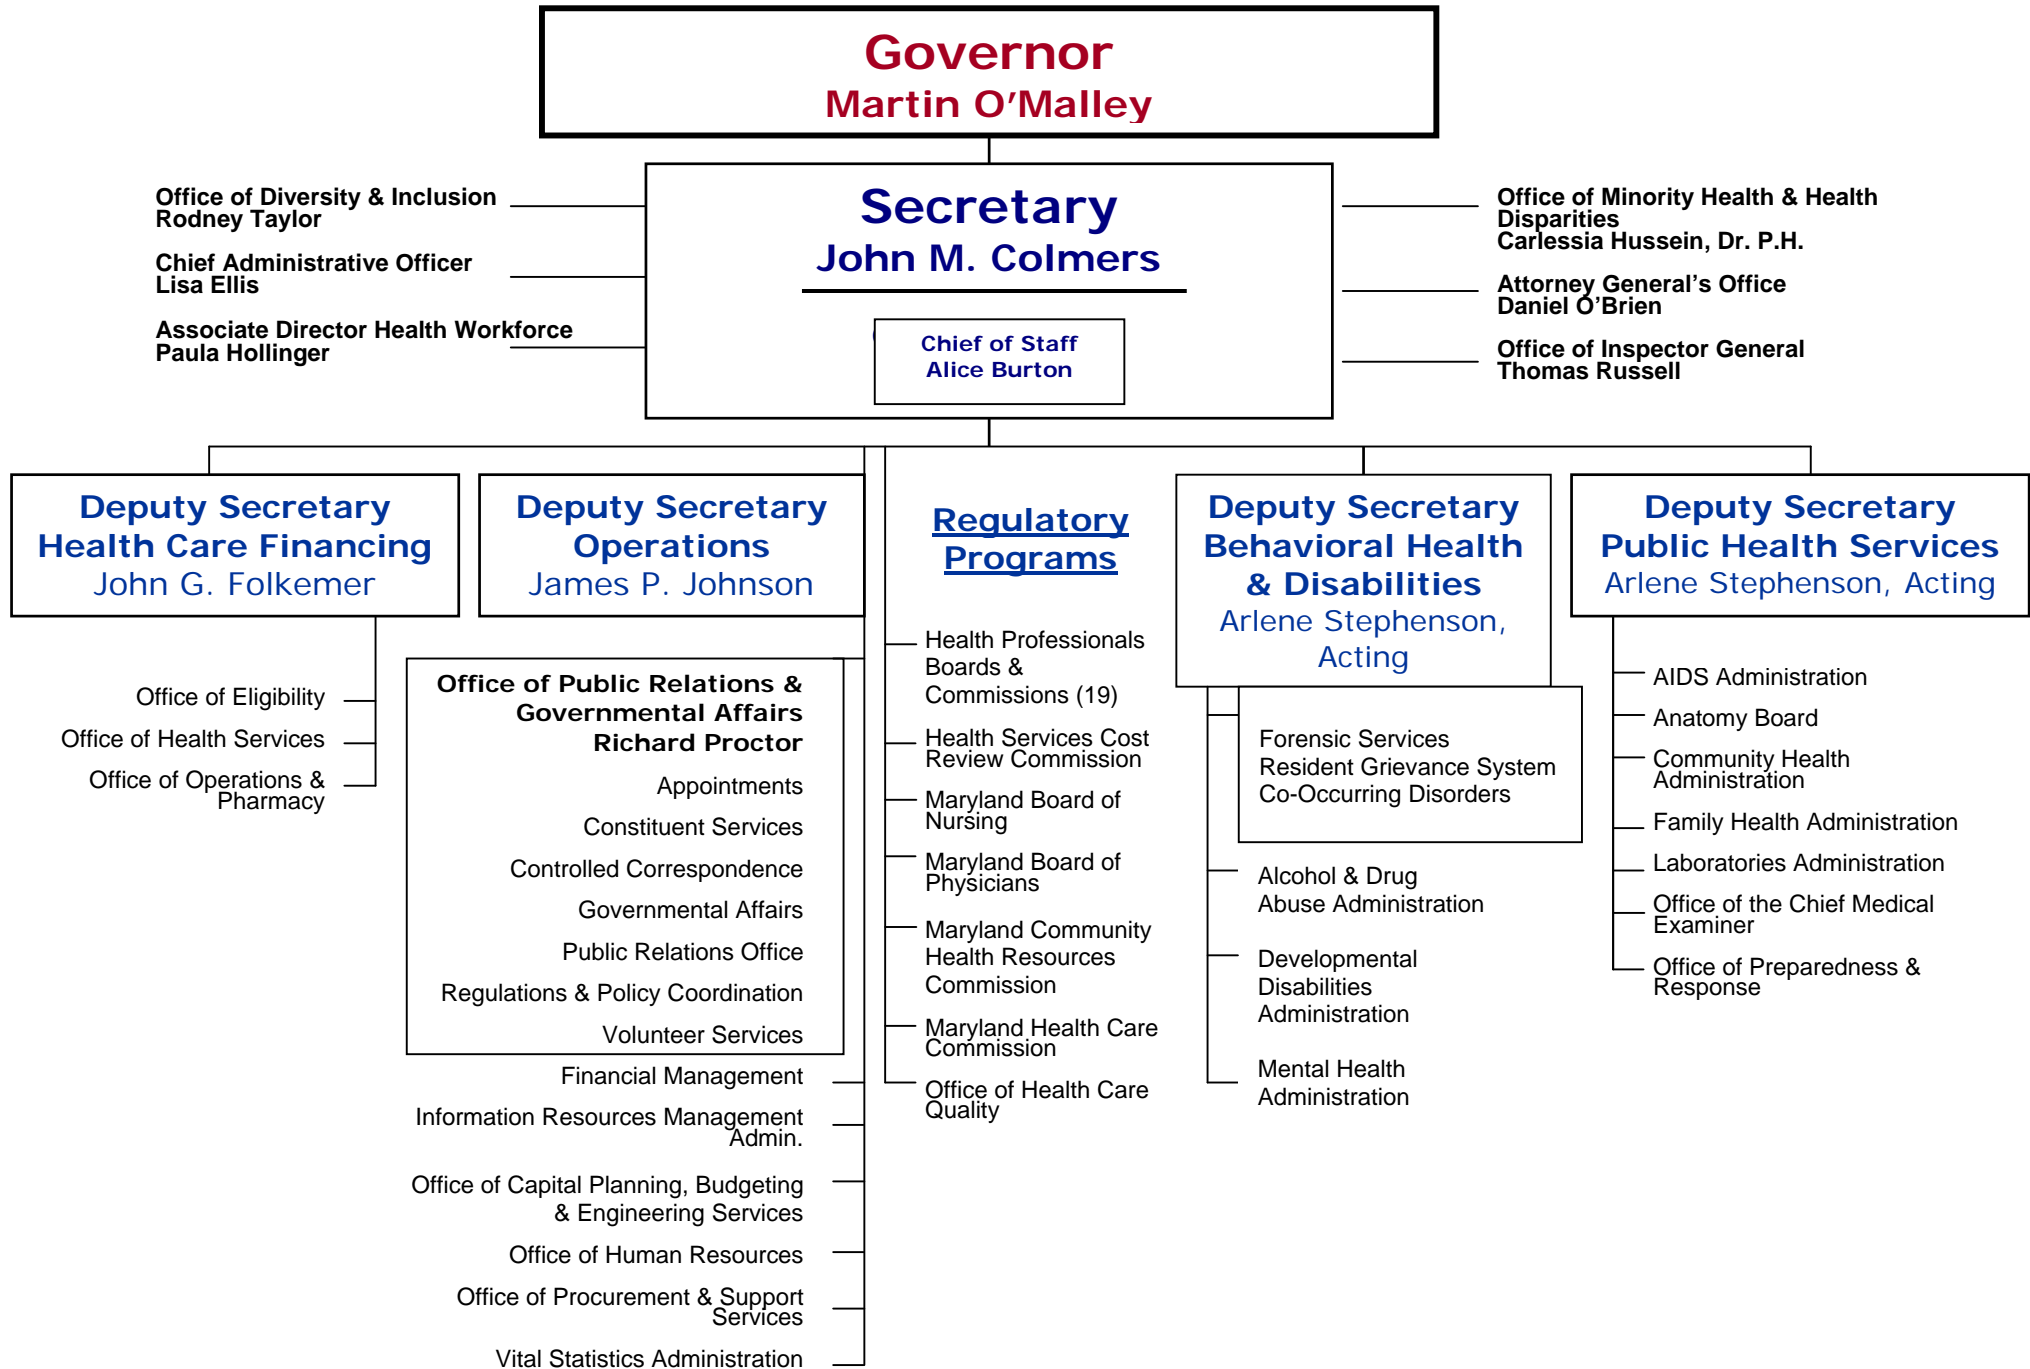 Governor
Martin O'Malley
Office of Diversity & Inclusion
Rodney Taylor
Chief Administrative Officer
Lisa Ellis
Associate Director Health Workforce
Paula Hollinger
Secretary
John M. Colmers
Chief of Staff
Alice Burton
Office of Minority Health & Health
Disparities
Carlessia Hussein, Dr. P.H.
Attorney General’s Office
Daniel O’Brien
Office of Inspector General
Thomas Russell
Deputy Secretary
Health Care Financing
John G. Folkemer
Office of Eligibility
Office of Health Services
Office of Operations &
Pharmacy
Deputy Secretary
Operations
James P. Johnson
Office of Public Relations &
Governmental Affairs
Richard Proctor
Appointments
Constituent Services
Controlled Correspondence
Governmental Affairs
Public Relations Office
Regulations & Policy Coordination
Volunteer Services
Financial Management
Information Resources Management
Admin.
Office of Capital Planning, Budgeting
& Engineering Services
Office of Human Resources
Office of Procurement & Support
Services
Vital Statistics Administration
Regulatory
Programs
Health Professionals
Boards &
Commissions (19)
Health Services Cost
Review Commission
Maryland Board of
Nursing
Maryland Board of
Physicians
Maryland Community
Health Resources
Commission
Maryland Health Care
Commission
Office of Health Care
Quality
Deputy Secretary
Behavioral Health
& Disabilities
Arlene Stephenson,
Acting
Forensic Services
Resident Grievance System
Co-Occurring Disorders
Alcohol & Drug
Abuse Administration
Developmental
Disabilities
Administration
Mental Health
Administration
Deputy Secretary
Public Health Services
Arlene Stephenson, Acting
AIDS Administration
Anatomy Board
Community Health
Administration
Family Health Administration
Laboratories Administration
Office of the Chief Medical
Examiner
Office of Preparedness &
Response